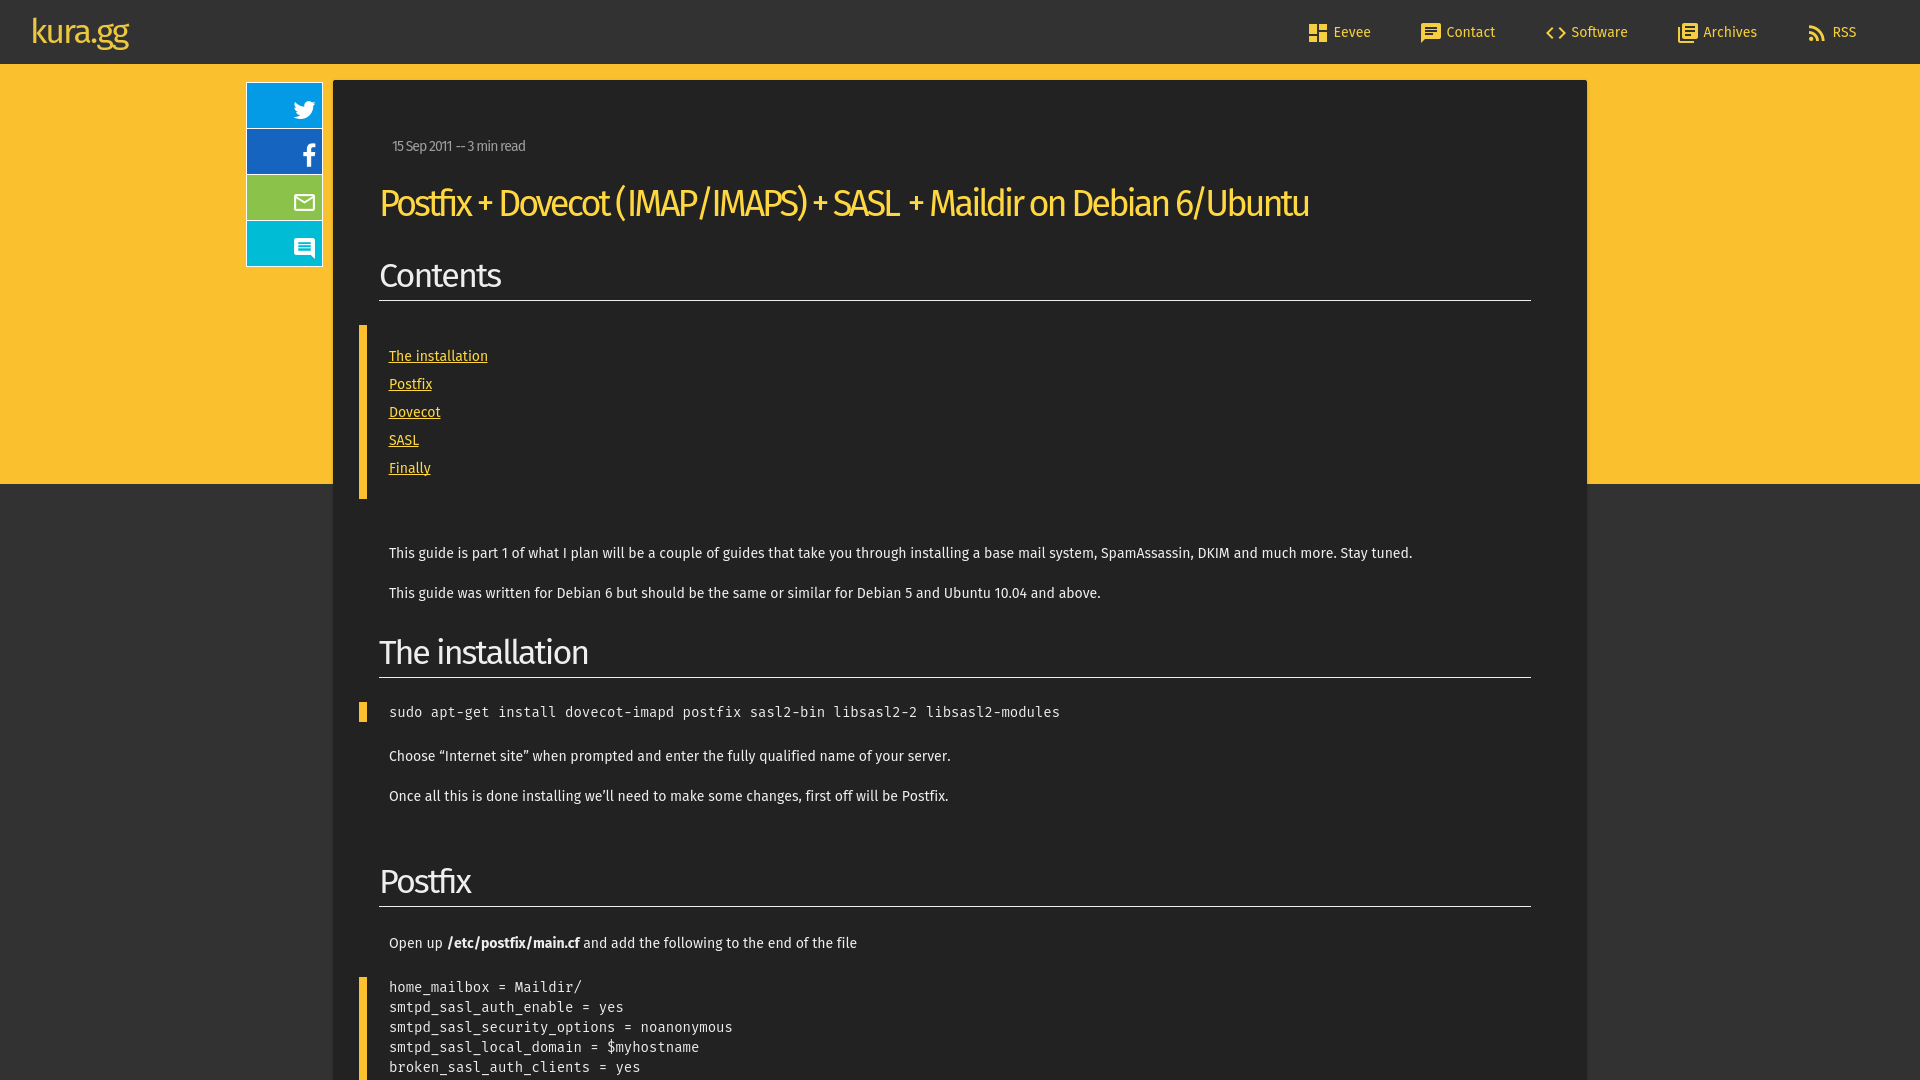 kura.gg
Eevee
Contact
Software
Archives
RSS
15 Sep 2011 -- 3 min read
Postfix + Dovecot (IMAP/IMAPS) + SASL + Maildir on Debian 6/Ubuntu
Contents
The installation
Postfix
Dovecot
SASL
Finally
This guide is part 1 of what I plan will be a couple of guides that take you through installing a base mail system, SpamAssassin, DKIM and much more. Stay tuned.
This guide was written for Debian 6 but should be the same or similar for Debian 5 and Ubuntu 10.04 and above.
The installation
sudo apt-get install dovecot-imapd postfix sasl2-bin libsasl2-2 libsasl2-modules
Choose “Internet site” when prompted and enter the fully qualified name of your server.
Once all this is done installing we’ll need to make some changes, first off will be Postfix.
Postfix
Open up /etc/postfix/main.cf and add the following to the end of the file
home_mailbox = Maildir/
smtpd_sasl_auth_enable = yes
smtpd_sasl_security_options = noanonymous
smtpd_sasl_local_domain = $myhostname
broken_sasl_auth_clients = yes